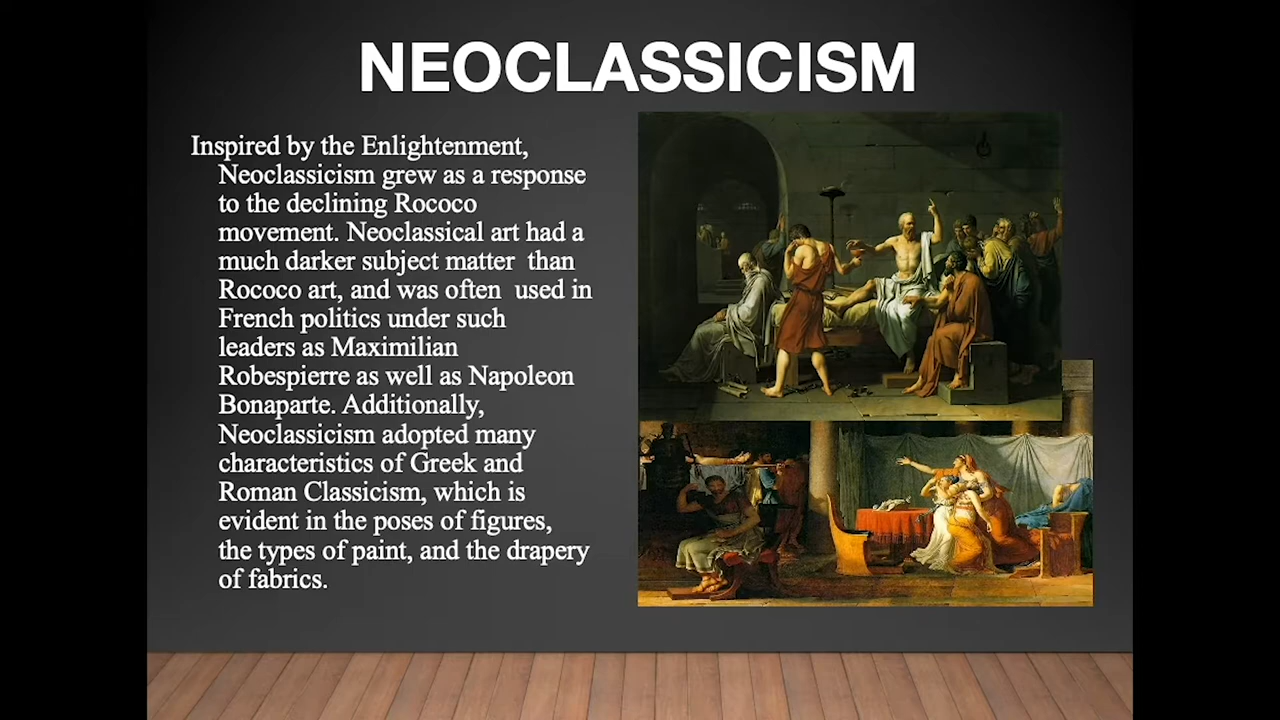 NEOCLASSICISM
Inspired by the Enlightenment,
Neoclassicism grew as a response
to the declining Rococo
movement. Neoclassical art had a
much darker subject matter than
Rococo art, and was often used in
French politics under such
leaders as Maximilian
Robespierre as well as Napoleon
Bonaparte. Additionally,
Neoclassicism adopted many
characteristics of Greek and
Roman Classicism, which is
evident in the poses of figures,
the types of paint, and the drapery
of fabrics.